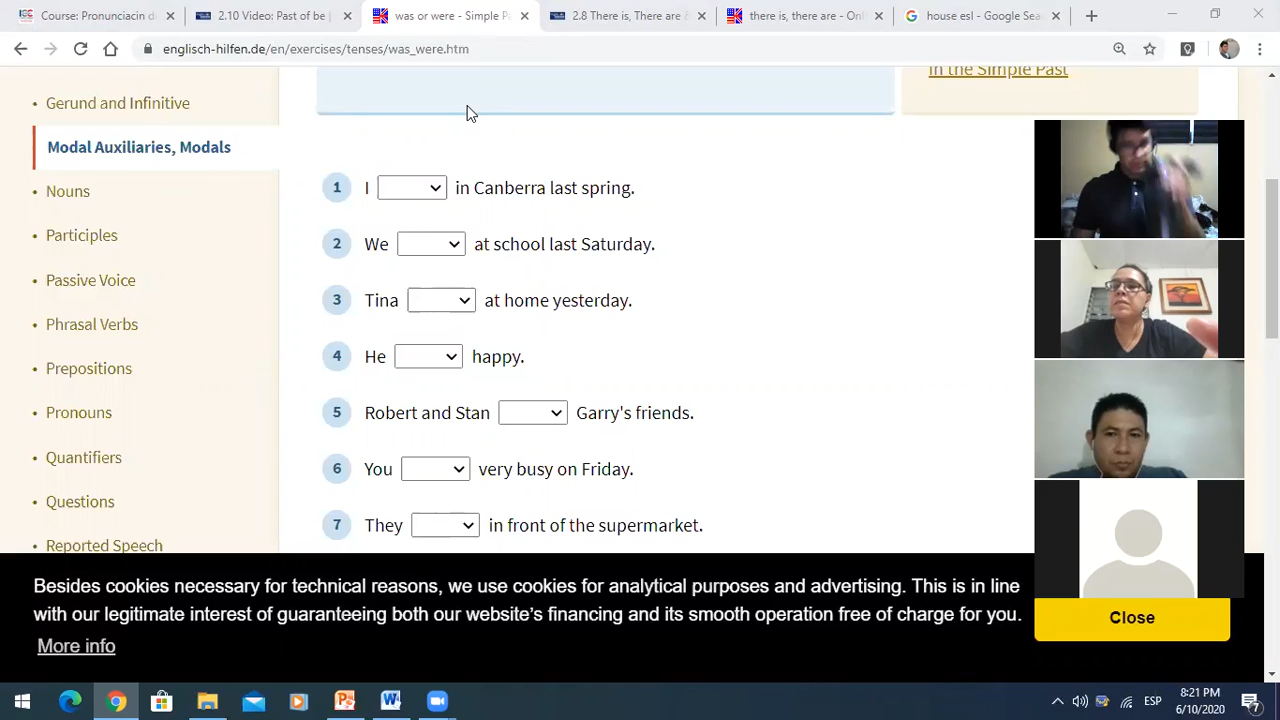 Course: Pronunciacin d
2.10 Video: Past of be |
was or were - Simple P
2.8 There is, There are &
there is, there are - Onl
house esl - Google Sea
englisch-hilfen.de/en/exercises/tenses/was_were.htm
in the Simple Past
• Gerund and Infinitive
Modal Auxiliaries, Modals
• Nouns
• Participles
• Passive Voice
• Phrasal Verbs
• Prepositions
• Pronouns
• Quantifiers
• Questions
• Reported Speech
1 I in Canberra last spring.
2 We at school last Saturday.
3 Tina at home yesterday.
4 He happy.
5 Robert and Stan Garry's friends.
6 You very busy on Friday.
7 They in front of the supermarket.
Besides cookies necessary for technical reasons, we use cookies for analytical purposes and advertising. This is in line
with our legitimate interest of guaranteeing both our website's financing and its smooth operation free of charge for you.
More info
Close
ESP
8:21 PM
6/10/2020
7